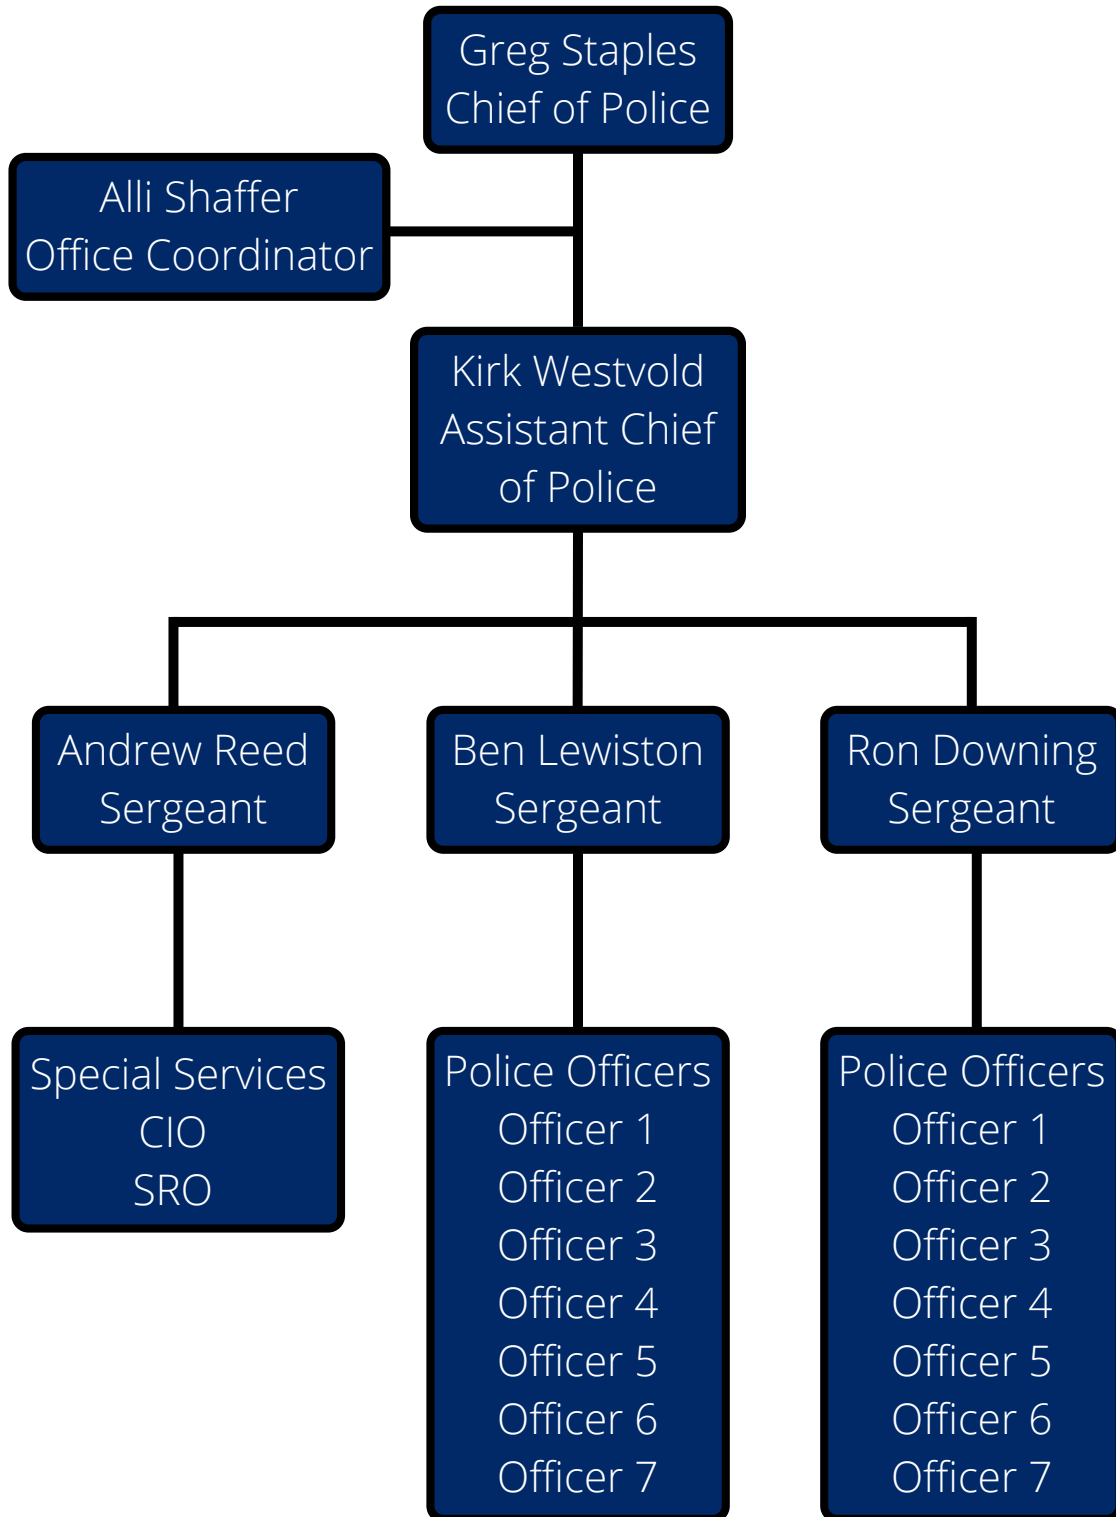 Greg Staples
Chief of Police
Alli Shaffer
Office Coordinator
Kirk Westvold
Assistant Chief
of Police
Andrew Reed
Sergeant
Ben Lewiston
Sergeant
Ron Downing
Sergeant
Special Services
CIO
SRO
Police Officers
Officer 1
Officer 2
Officer 3
Officer 4
Officer 5
Officer 6
Officer 7
Police Officers
Officer 1
Officer 2
Officer 3
Officer 4
Officer 5
Officer 6
Officer 7